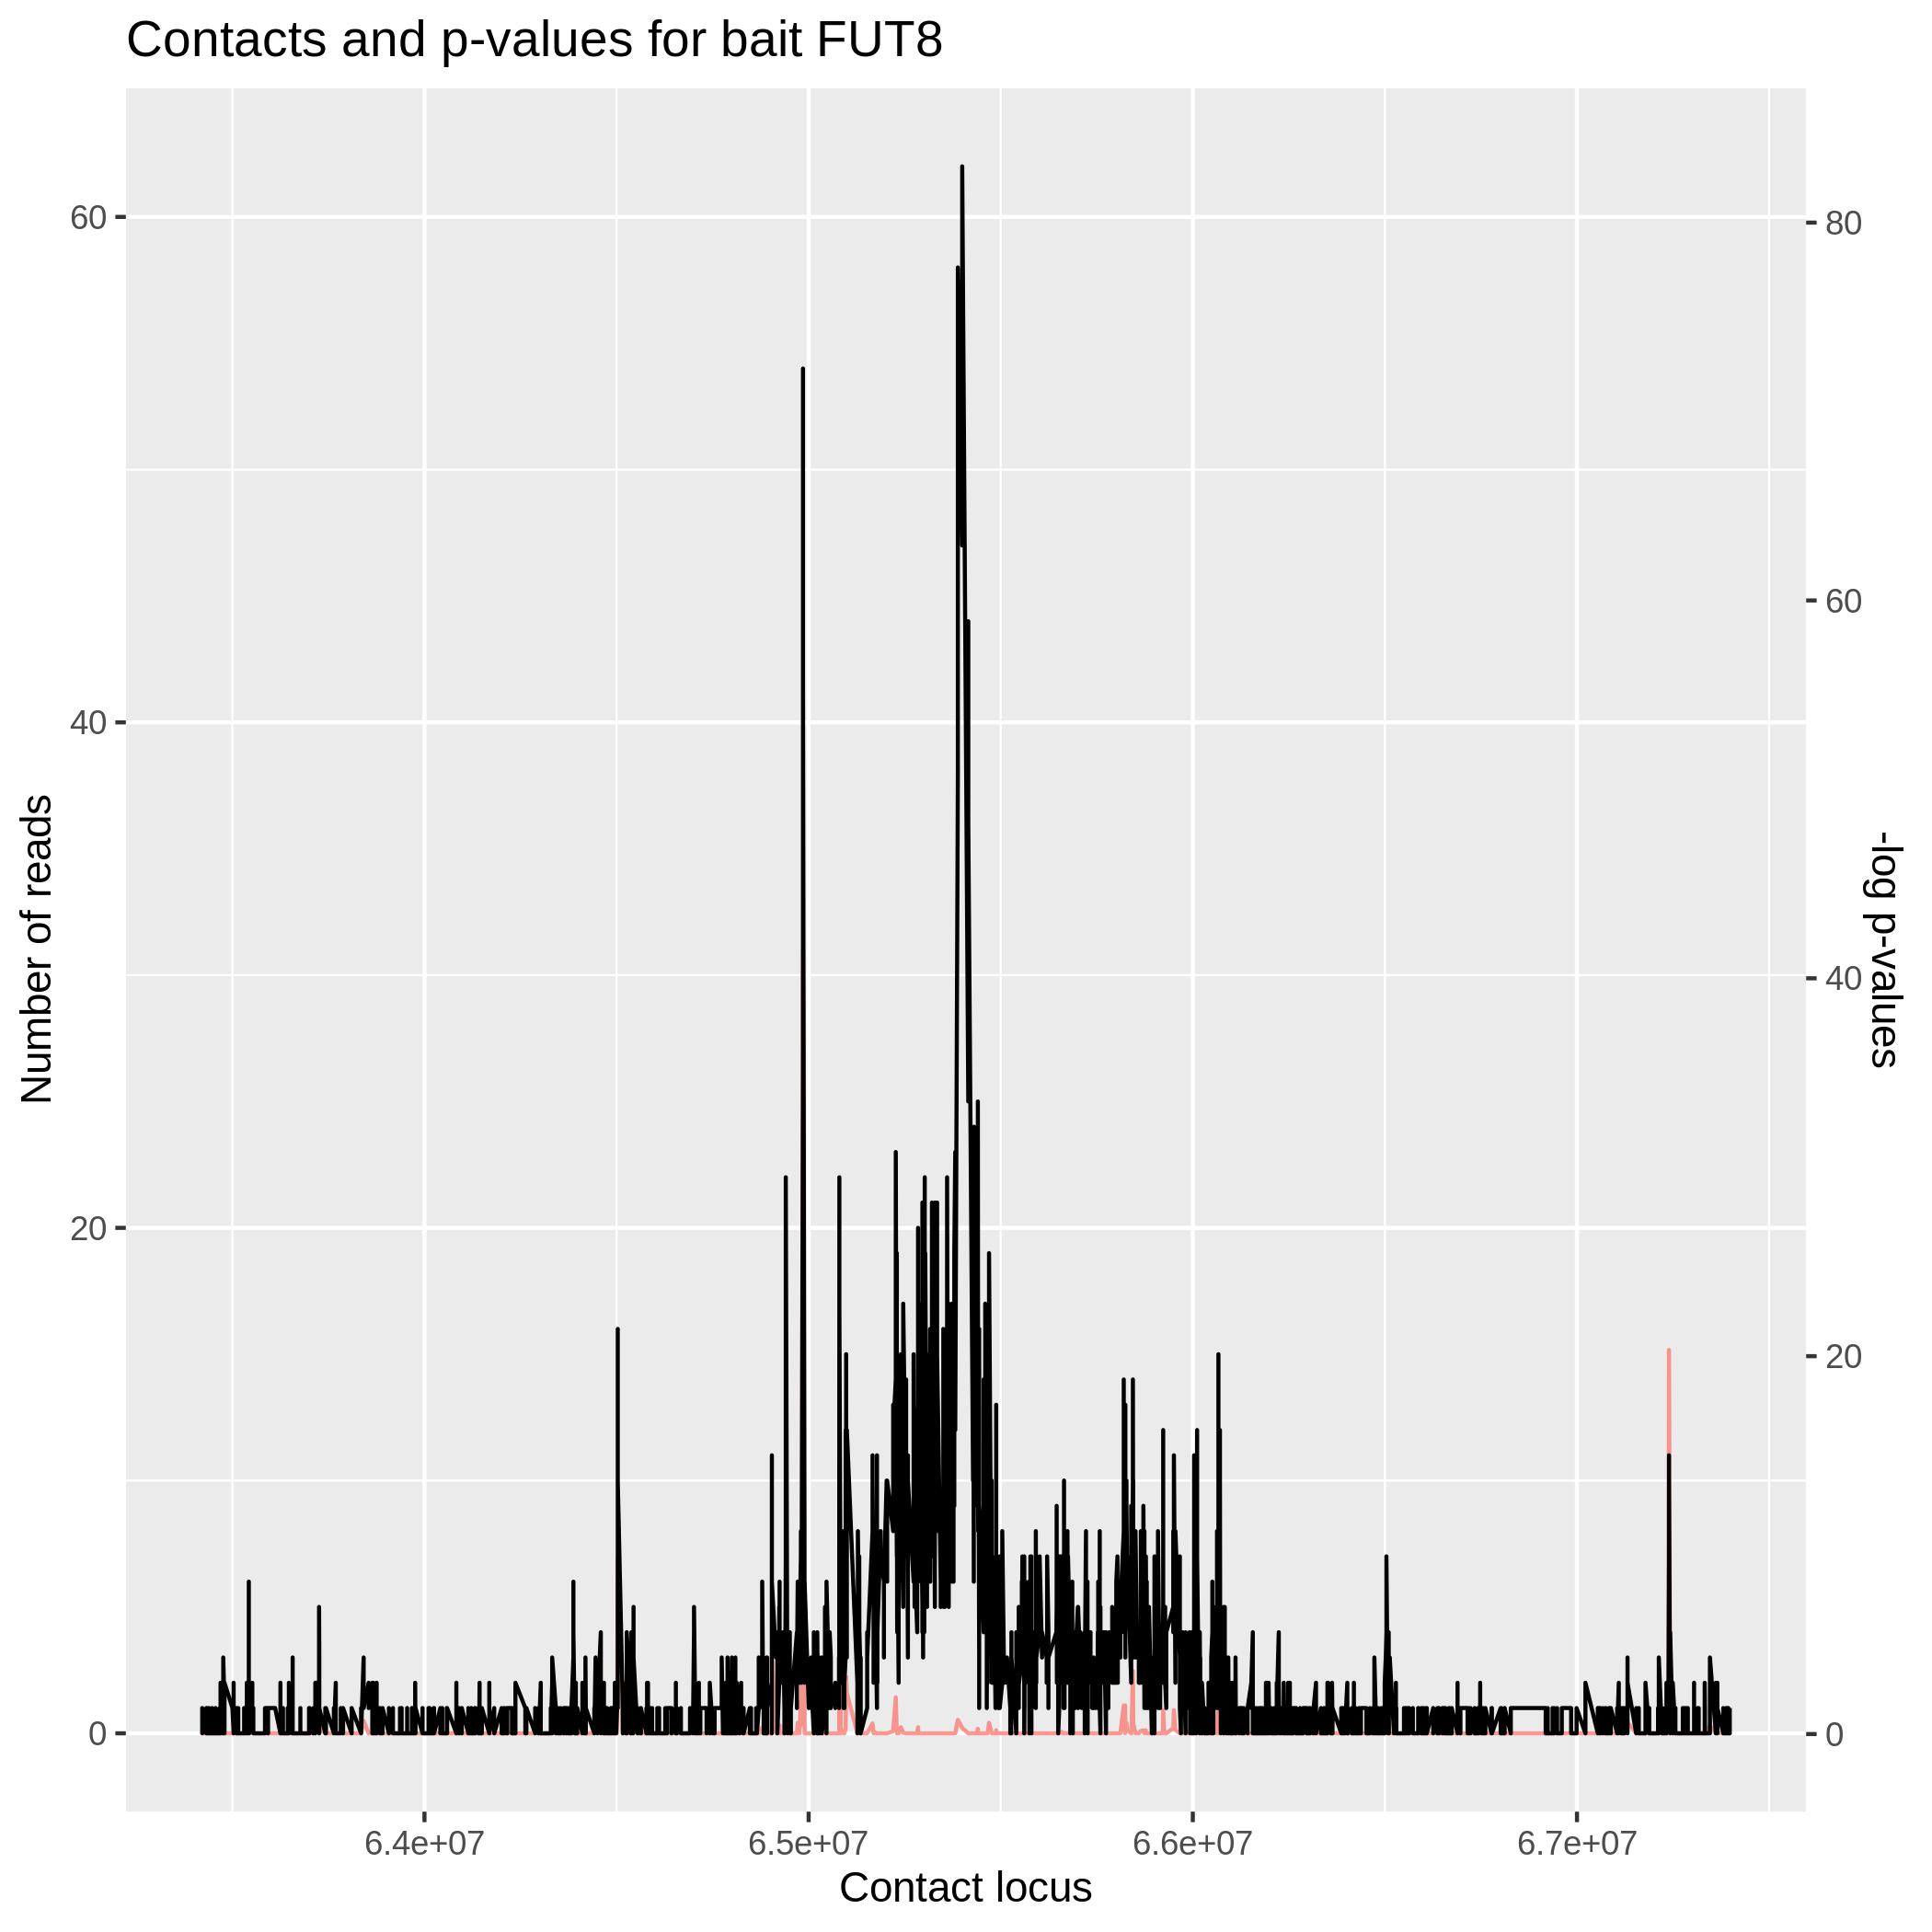 Contacts and p-values for bait FUT8
60
40
20
0
Number of reads
80
60
40
20
0
-log p-values
6.4e+07 6.5e+07 6.6e+07 6.7e+07
Contact locus